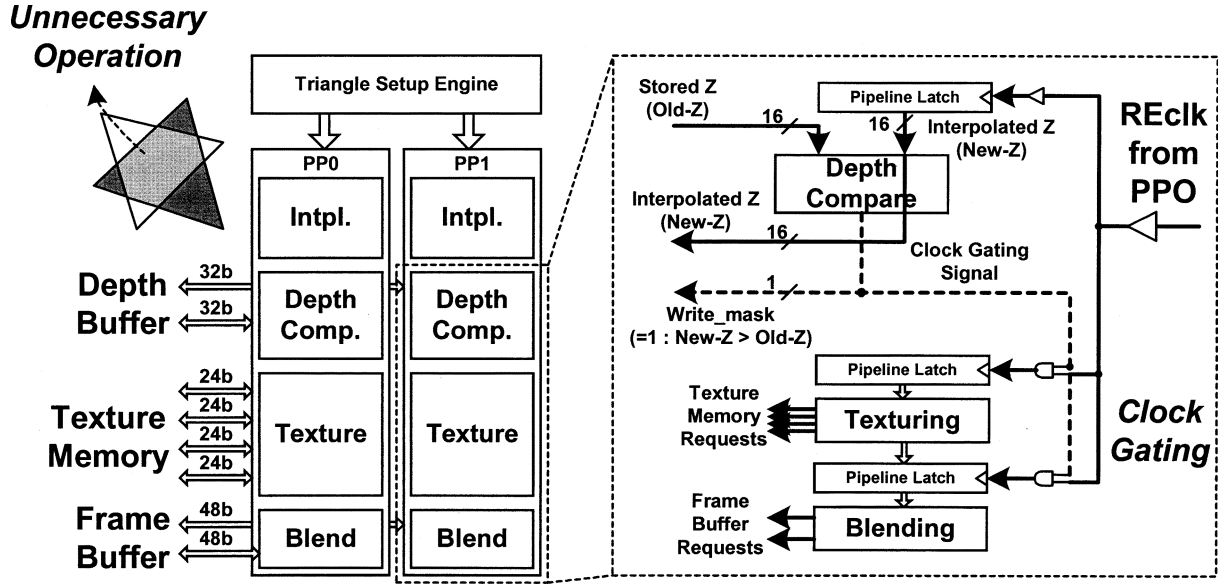 Unnecessary
Operation
Triangle Setup Engine
PP0
PP1
Intpl.
Intpl.
Depth
Buffer
32b
32b
Depth
Comp.
Depth
Comp.
Texture
Memory
24b
24b
24b
24b
Texture
Texture
Frame
Buffer
48b
48b
Blend
Blend
Stored Z
(Old-Z)
16
Pipeline Latch
16
Interpolated Z
(New-Z)
REclk
from
PPO
Depth
Compare
Interpolated Z
(New-Z)
16
Clock Gating
Signal
1
Write_mask
(=1 : New-Z > Old-Z)
Pipeline Latch
Texture
Memory
Requests
Texturing
Clock
Gating
Pipeline Latch
Frame
Buffer
Requests
Blending